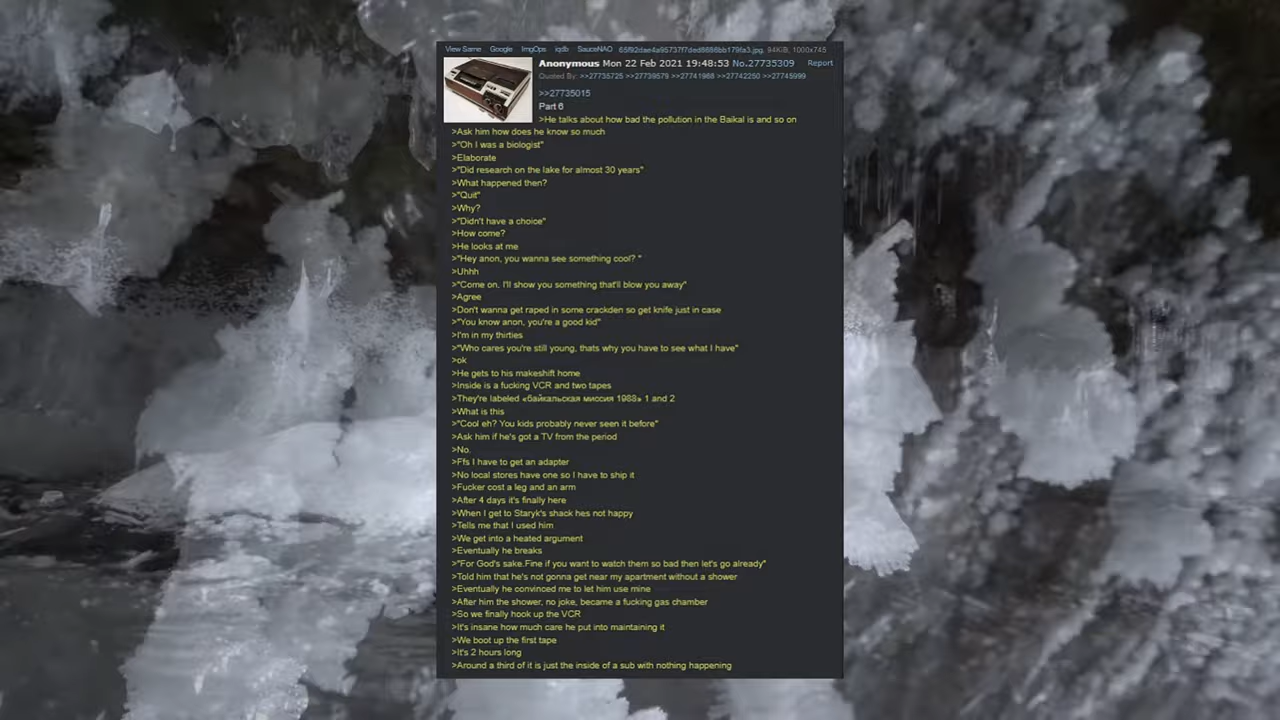 View Same Google ImgOps iqdb SauceNAO 65f92dae4a95737f7ded8686bb179fa3.jpg, 94KiB, 1000x745
Anonymous Mon 22 Feb 2021 19:48:53 No.27735309 Report
Quoted By: >>27735725 >>27739579 >>27741968 >>27742250 >>27745999
>>27735015
Part 6
>He talks about how bad the pollution in the Baikal is and so on
>Ask him how does he know so much
>"Oh I was a biologist"
>Elaborate
>"Did research on the lake for almost 30 years"
>What happened then?
>"Quit"
>Why?
>"Didn't have a choice"
>How come?
>He looks at me
>"Hey anon, you wanna see something cool? "
>Uhhh
>"Come on. I'll show you something that'll blow you away"
>Agree
>Don't wanna get raped in some crackden so get knife just in case
>"You know anon, you're a good kid"
>I'm in my thirties
>"Who cares you're still young, thats why you have to see what I have"
>ok
>He gets to his makeshift home
>Inside is a fucking VCR and two tapes
>They're labeled «байкальская миссия 1988» 1 and 2
>What is this
>"Cool eh? You kids probably never seen it before"
>Ask him if he's got a TV from the period
>No.
>Ffs I have to get an adapter
>No local stores have one so I have to ship it
>Fucker cost a leg and an arm
>After 4 days it's finally here
>When I get to Staryk's shack hes not happy
>Tells me that I used him
>We get into a heated argument
>Eventually he breaks
>"For God's sake.Fine if you want to watch them so bad then let's go already"
>Told him that he's not gonna get near my apartment without a shower
>Eventually he convinced me to let him use mine
>After him the shower, no joke, became a fucking gas chamber
>So we finally hook up the VCR
>It's insane how much care he put into maintaining it
>We boot up the first tape
>It's 2 hours long
>Around a third of it is just the inside of a sub with nothing happening